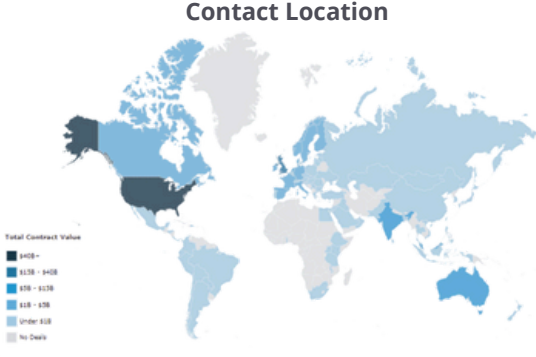 Contact Location
Total Contract Value
$40B+
$15B - $40B
$5B - $15B
$1B - $5B
Under $1B
No Deals